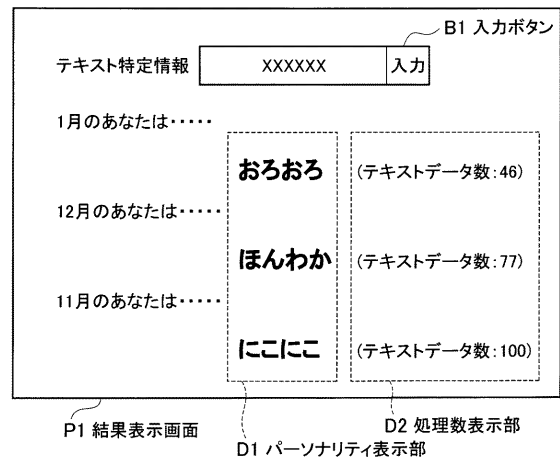 B1 入力ボタン
テキスト特定情報 XXXXXX 入力
1月のあなたは・・・・・
おろおろ (テキストデータ数:46)
12月のあなたは・・・・・
ほんわか (テキストデータ数:77)
11月のあなたは・・・・・
にこにこ (テキストデータ数:100)
P1 結果表示画面
D2 処理数表示部
D1 パーソナリティ表示部